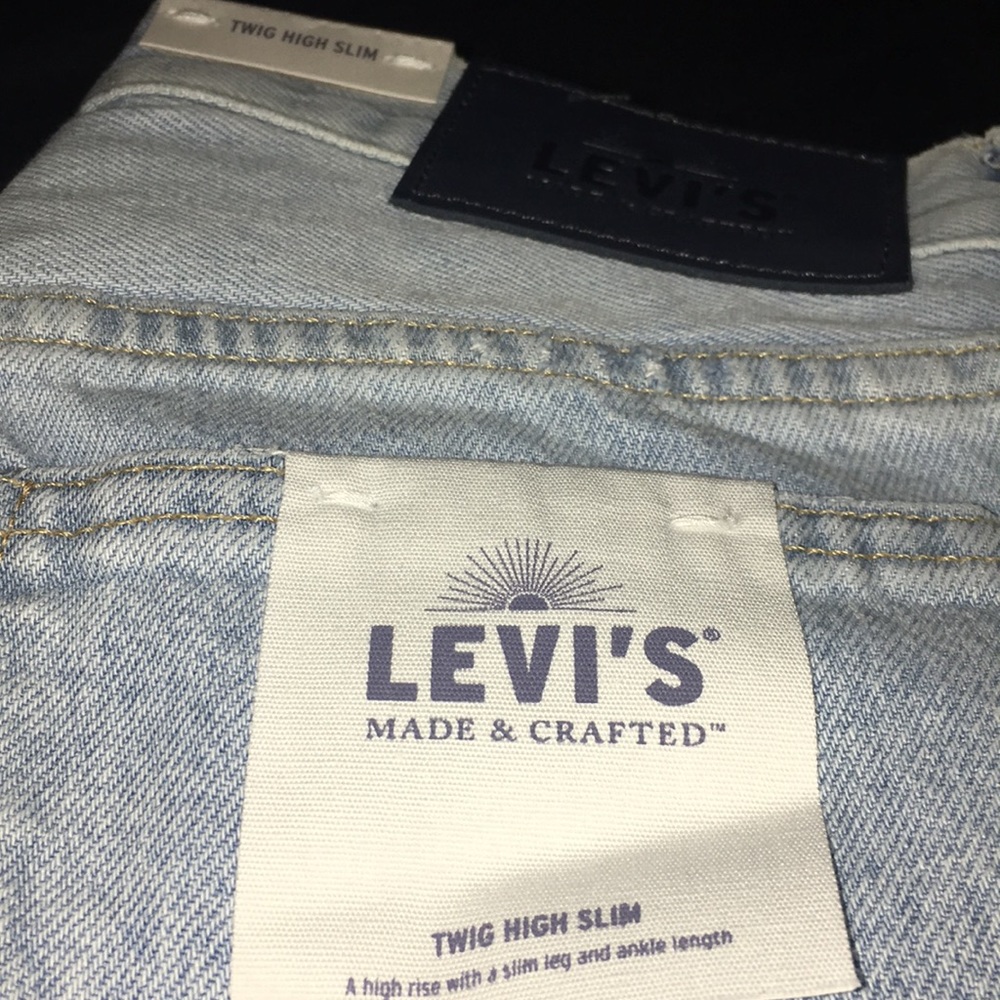 TWIG HIGH SLIM
LEVI'S
LEVI'S®
MADE & CRAFTED™
TWIG HIGH SLIM
A high rise with a slim leg and ankle length